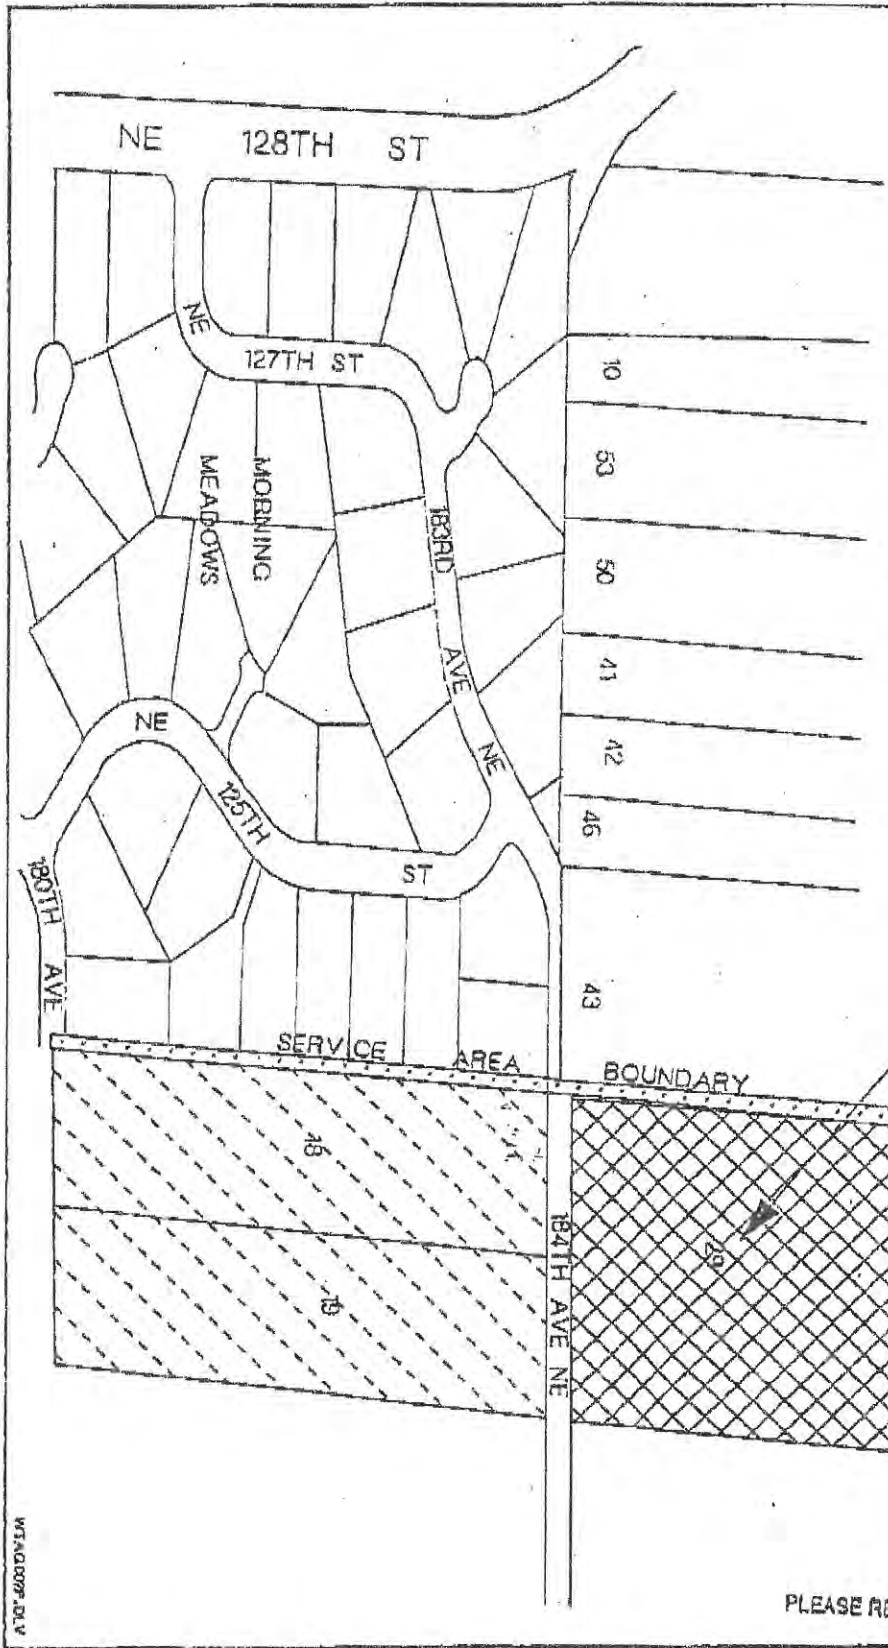 NE 128TH ST
NE
127TH ST
10
53
MORNING
MEADOWS
183RD AVE NE
50
41
42
46
NE 125TH ST
180TH AVE
43
SERVICE AREA BOUNDARY
18
29
184TH AVE NE
19
PLEASE RE